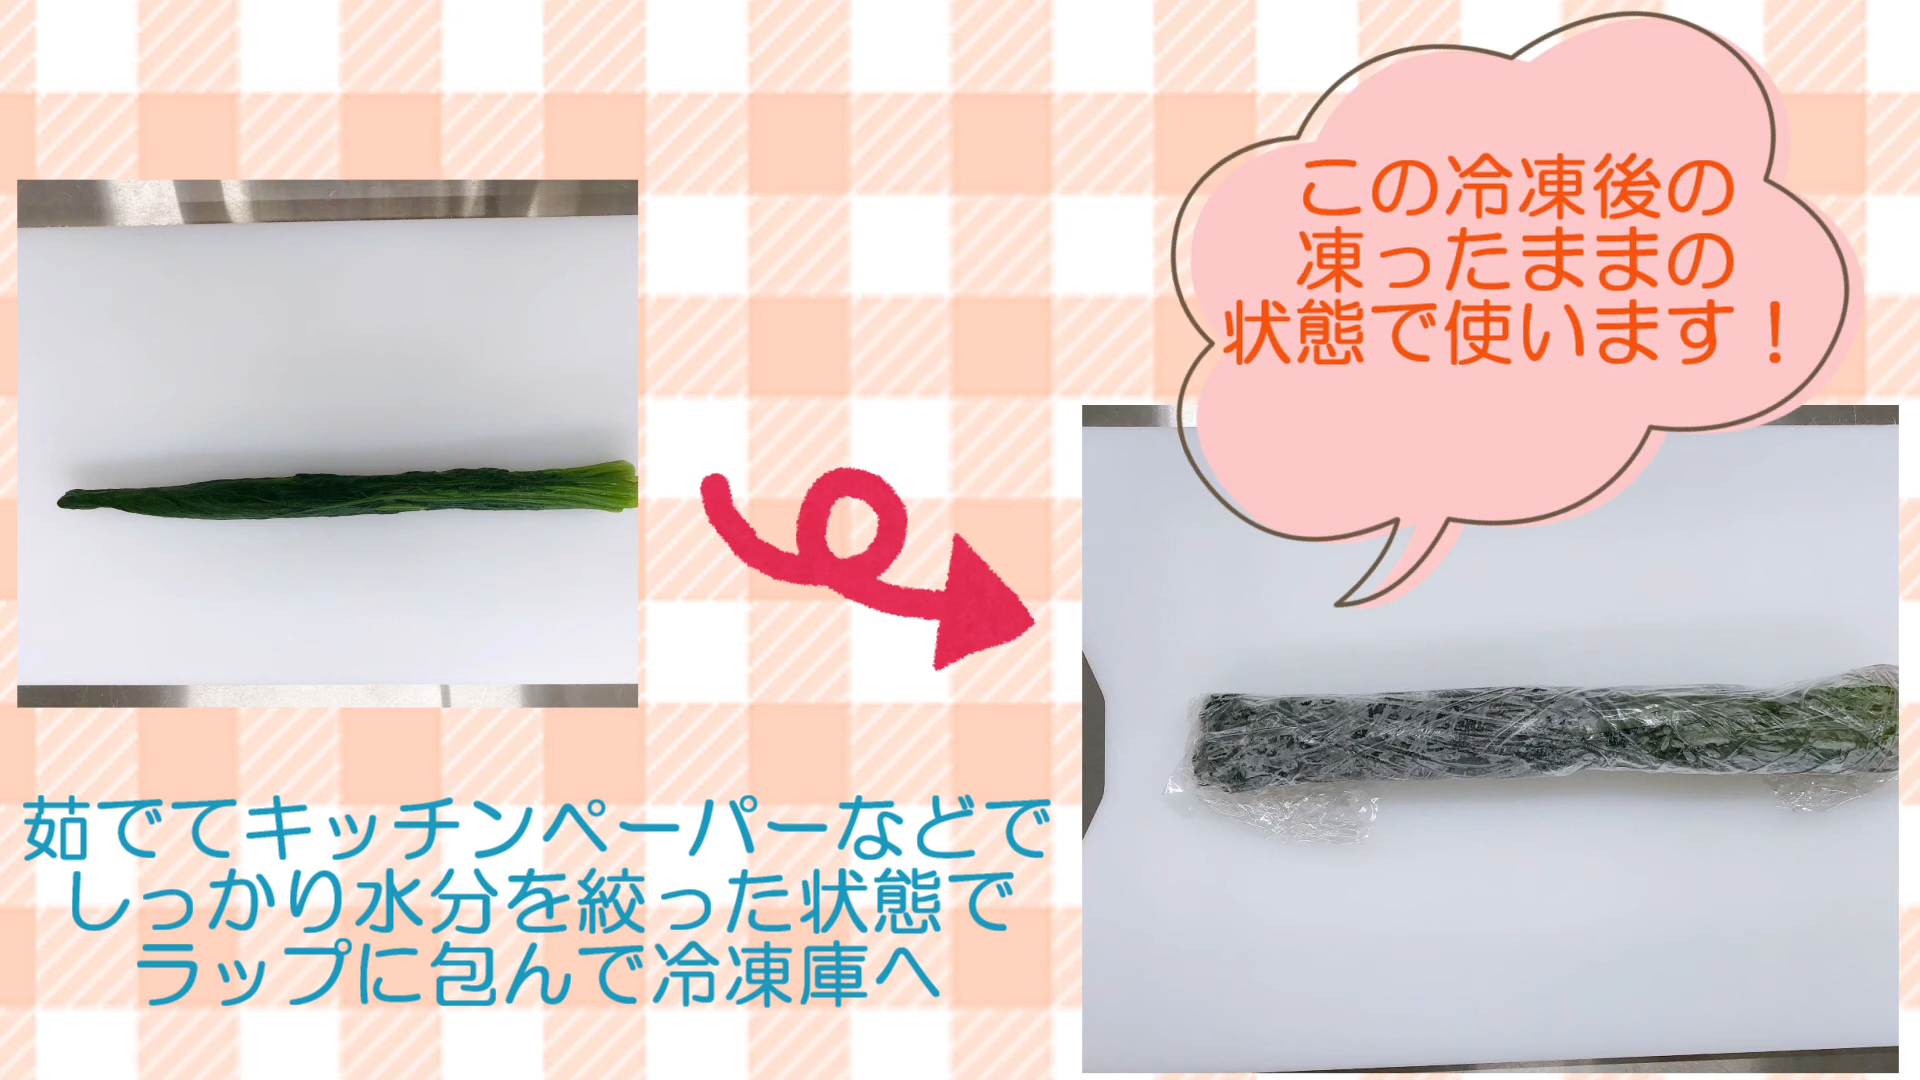 この冷凍後の
凍ったままの
状態で使います！
茹でてキッチンペーパーなどで
しっかり水分を絞った状態で
ラップに包んで冷凍庫へ